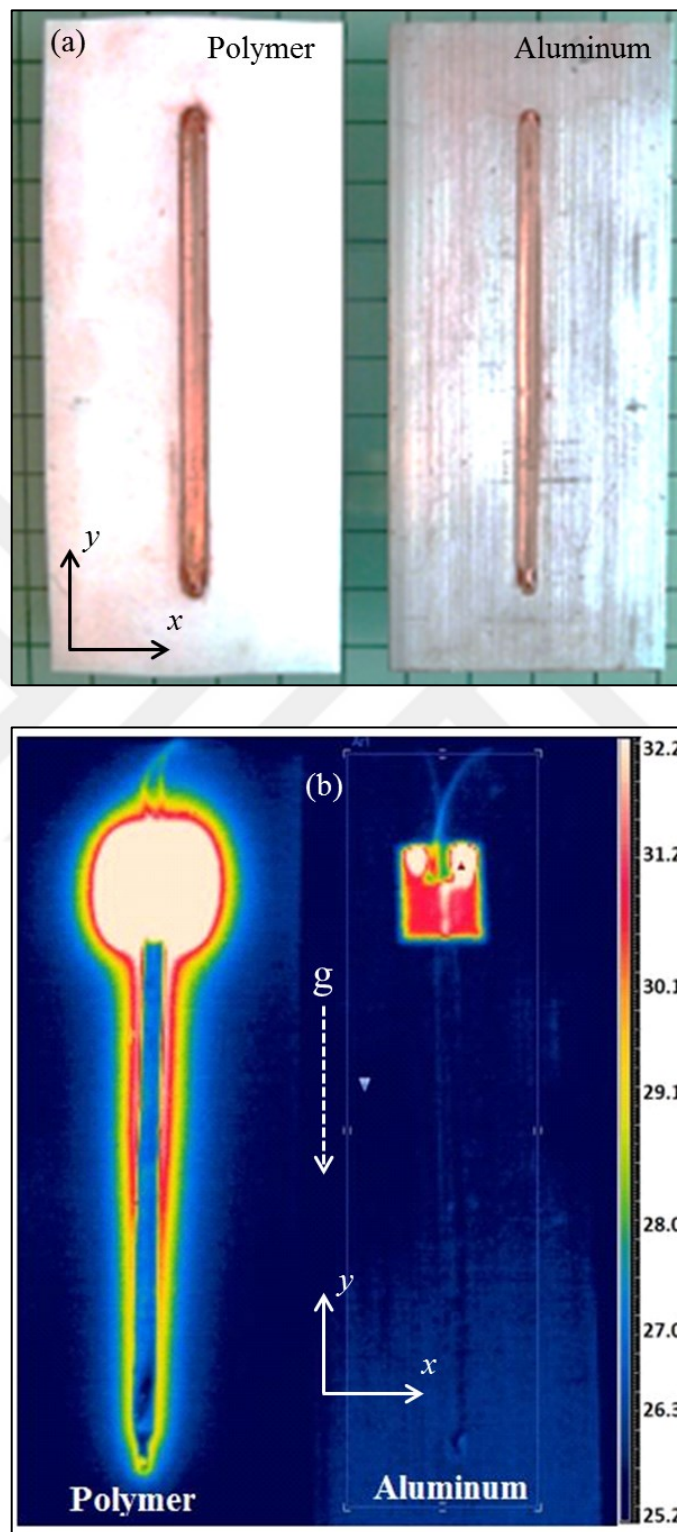 (a)
Polymer
Aluminum
y
x
(b)
32.2
31.2
30.1
29.1
28.0
27.0
26.3
25.2
g
y
x
Polymer
Aluminum